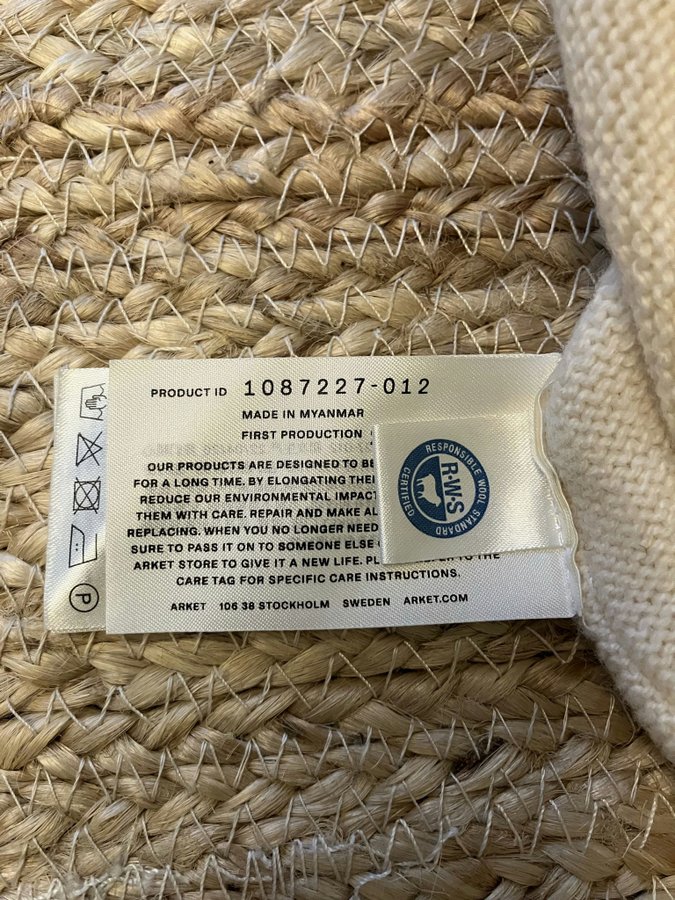 PRODUCT ID 1087227-012
MADE IN MYANMAR
FIRST PRODUCTION
OUR PRODUCTS ARE DESIGNED TO BE
FOR A LONG TIME. BY ELONGATING THEI
REDUCE OUR ENVIRONMENTAL IMPACT
THEM WITH CARE. REPAIR AND MAKE AL
REPLACING. WHEN YOU NO LONGER NEED
SURE TO PASS IT ON TO SOMEONE ELSE
ARKET STORE TO GIVE IT A NEW LIFE. TO THE
CARE TAG FOR SPECIFIC CARE INSTRUCTIONS.
ARKET 106 38 STOCKHOLM SWEDEN ARKET.COM
RESPONSIBLE WOOL STANDARD
R·W·S
CERTIFIED
P